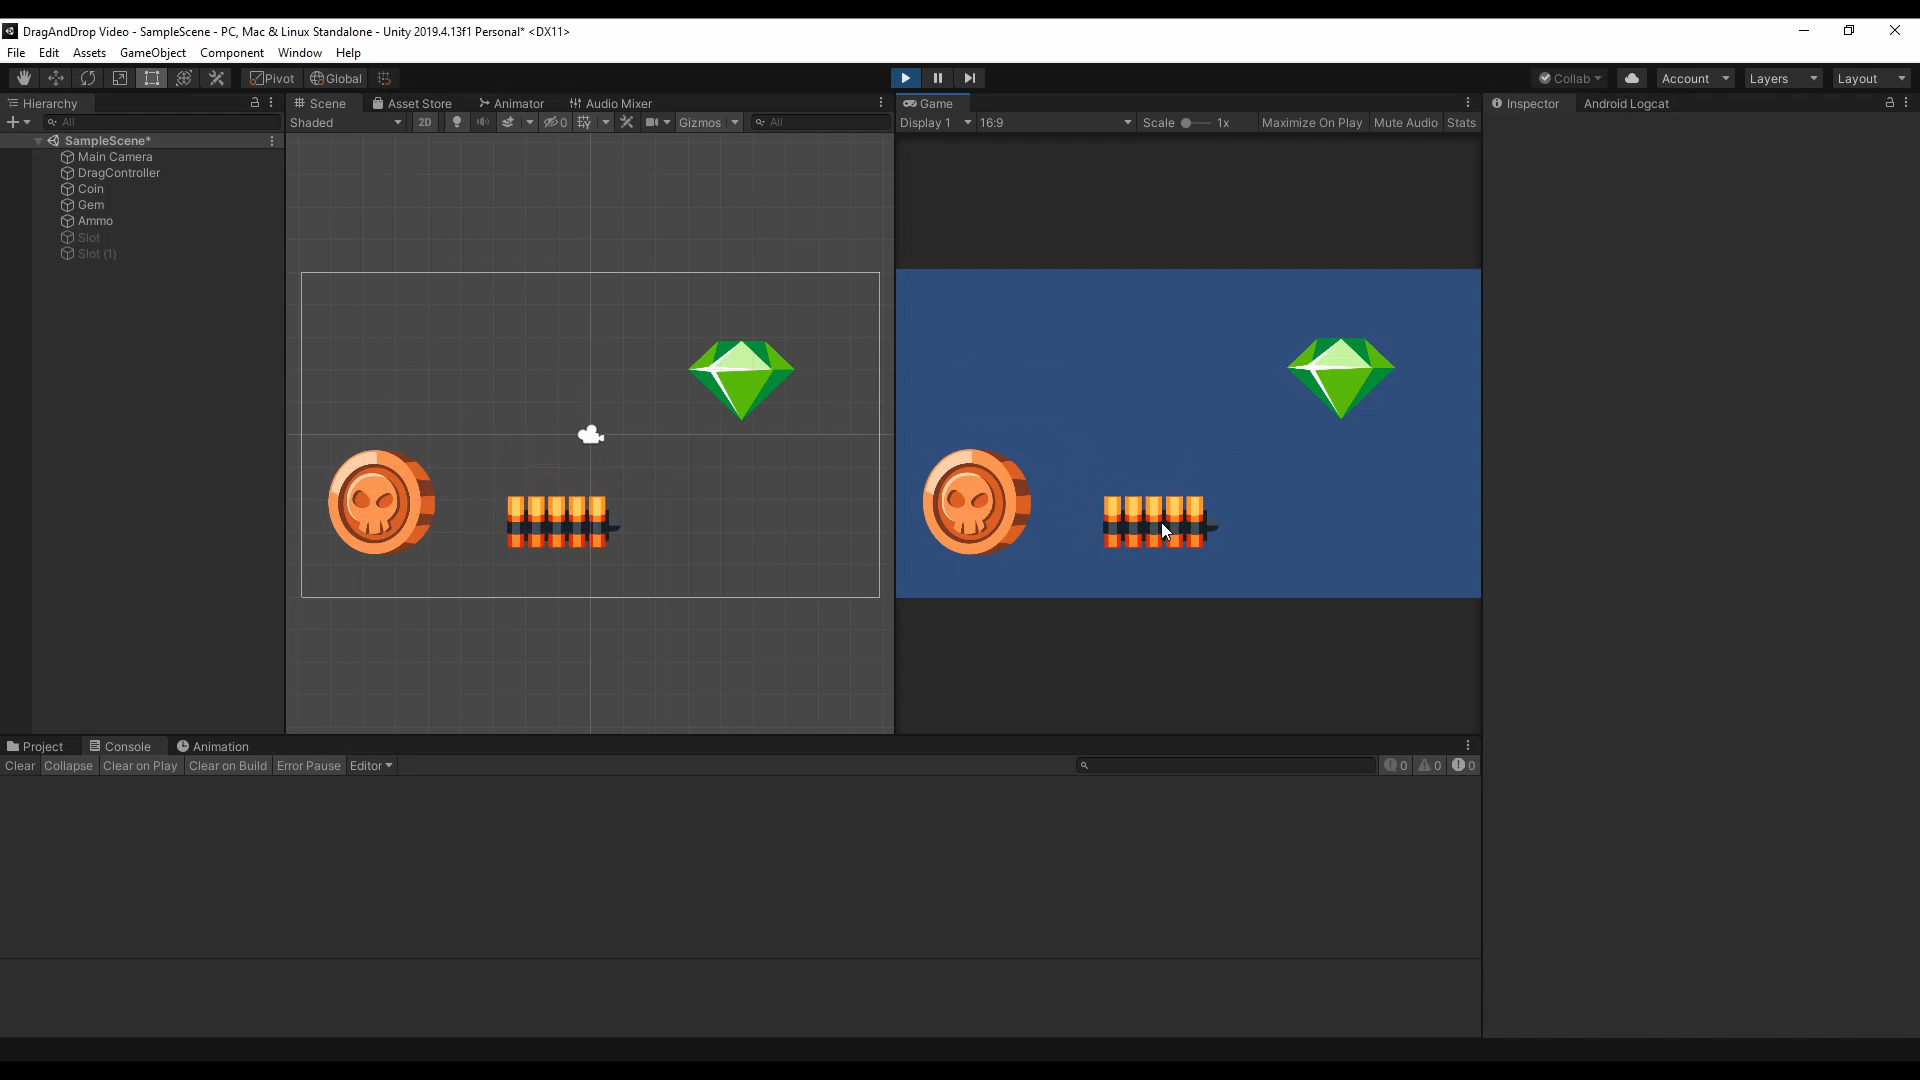 DragAndDrop Video - SampleScene - PC, Mac & Linux Standalone - Unity 2019.4.13f1 Personal* <DX11>
File Edit Assets GameObject Component Window Help
Pivot Global Collab Account Layers Layout
Hierarchy Scene Asset Store Animator Audio Mixer Game Inspector Android Logcat
All Shaded 2D 0 Gizmos All Display 1 16:9 Scale 1x Maximize On Play Mute Audio Stats
SampleScene*
Main Camera
DragController
Coin
Gem
Ammo
Slot
Slot (1)
Project Console Animation
Clear Collapse Clear on Play Clear on Build Error Pause Editor 0 0 0